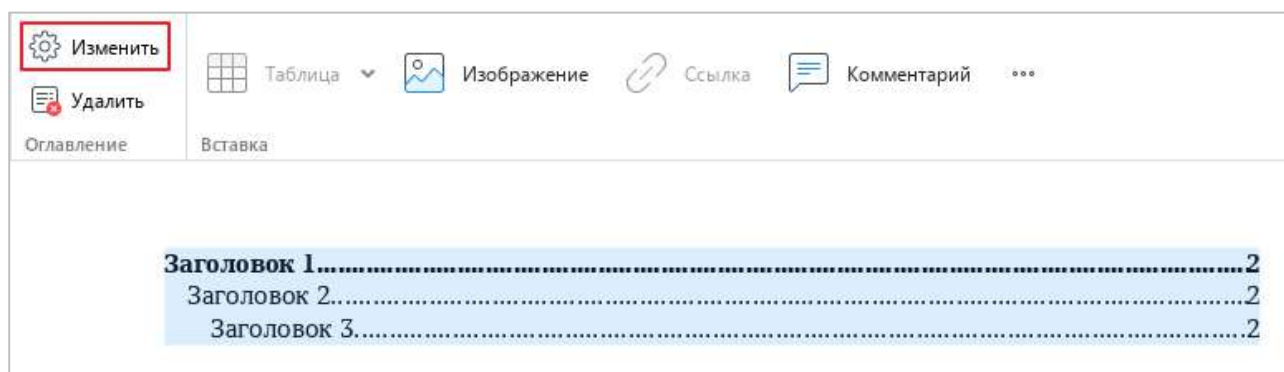 Изменить
Таблица Изображение Ссылка Комментарий
Удалить
Оглавление Вставка
Заголовок 1........................................................................................................2
Заголовок 2........................................................................................................2
Заголовок 3........................................................................................................2